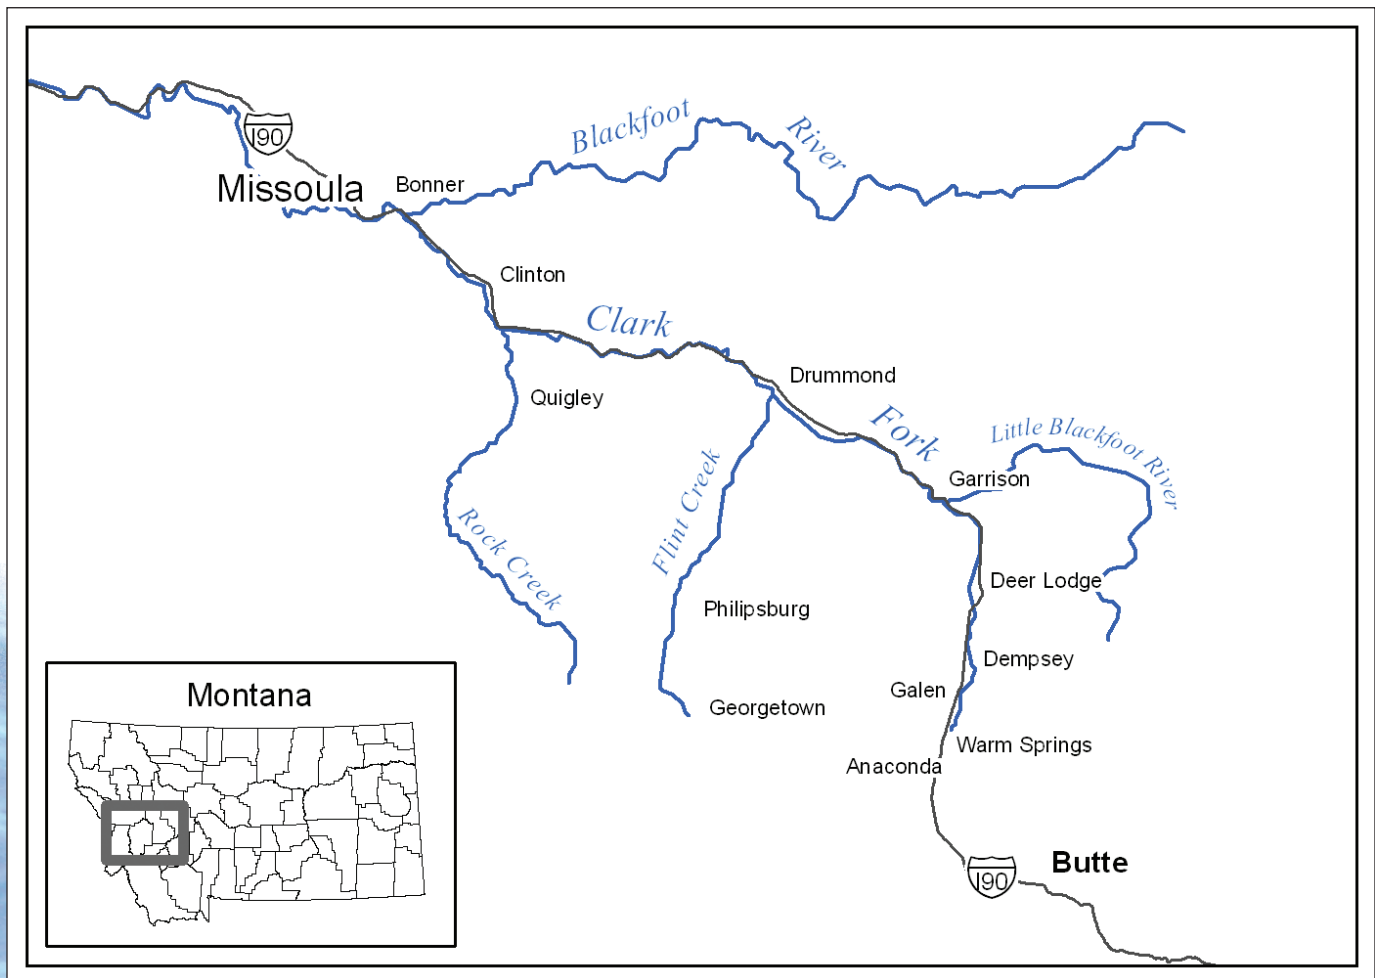 Blackfoot River
I90
Missoula
Bonner
Clinton
Clark Fork
Drummond
Quigley
Little Blackfoot River
Garrison
Flint Creek
Rock Creek
Deer Lodge
Philipsburg
Dempsey
Galen
Montana
Georgetown
Warm Springs
Anaconda
Butte
I90